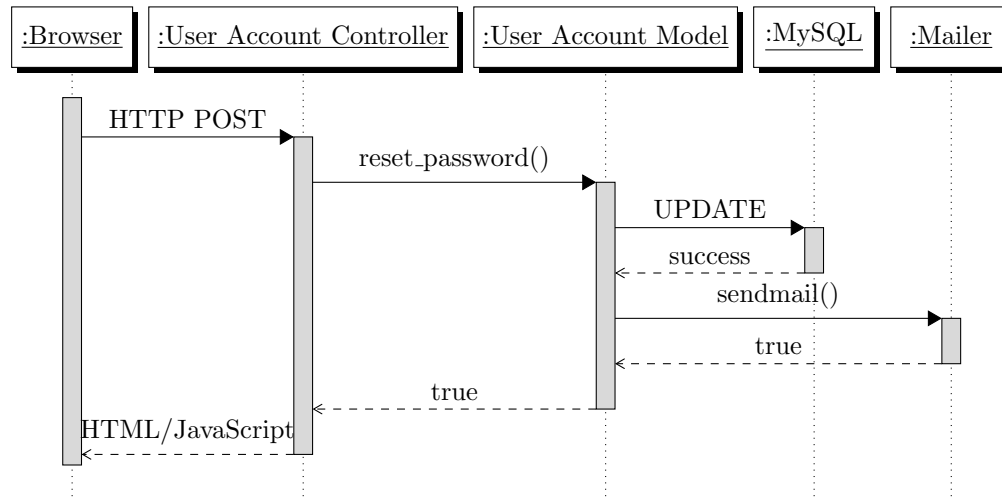 :Browser
:User Account Controller
:User Account Model
:MySQL
:Mailer
HTTP POST
reset_password()
UPDATE
success
sendmail()
true
true
HTML/JavaScript